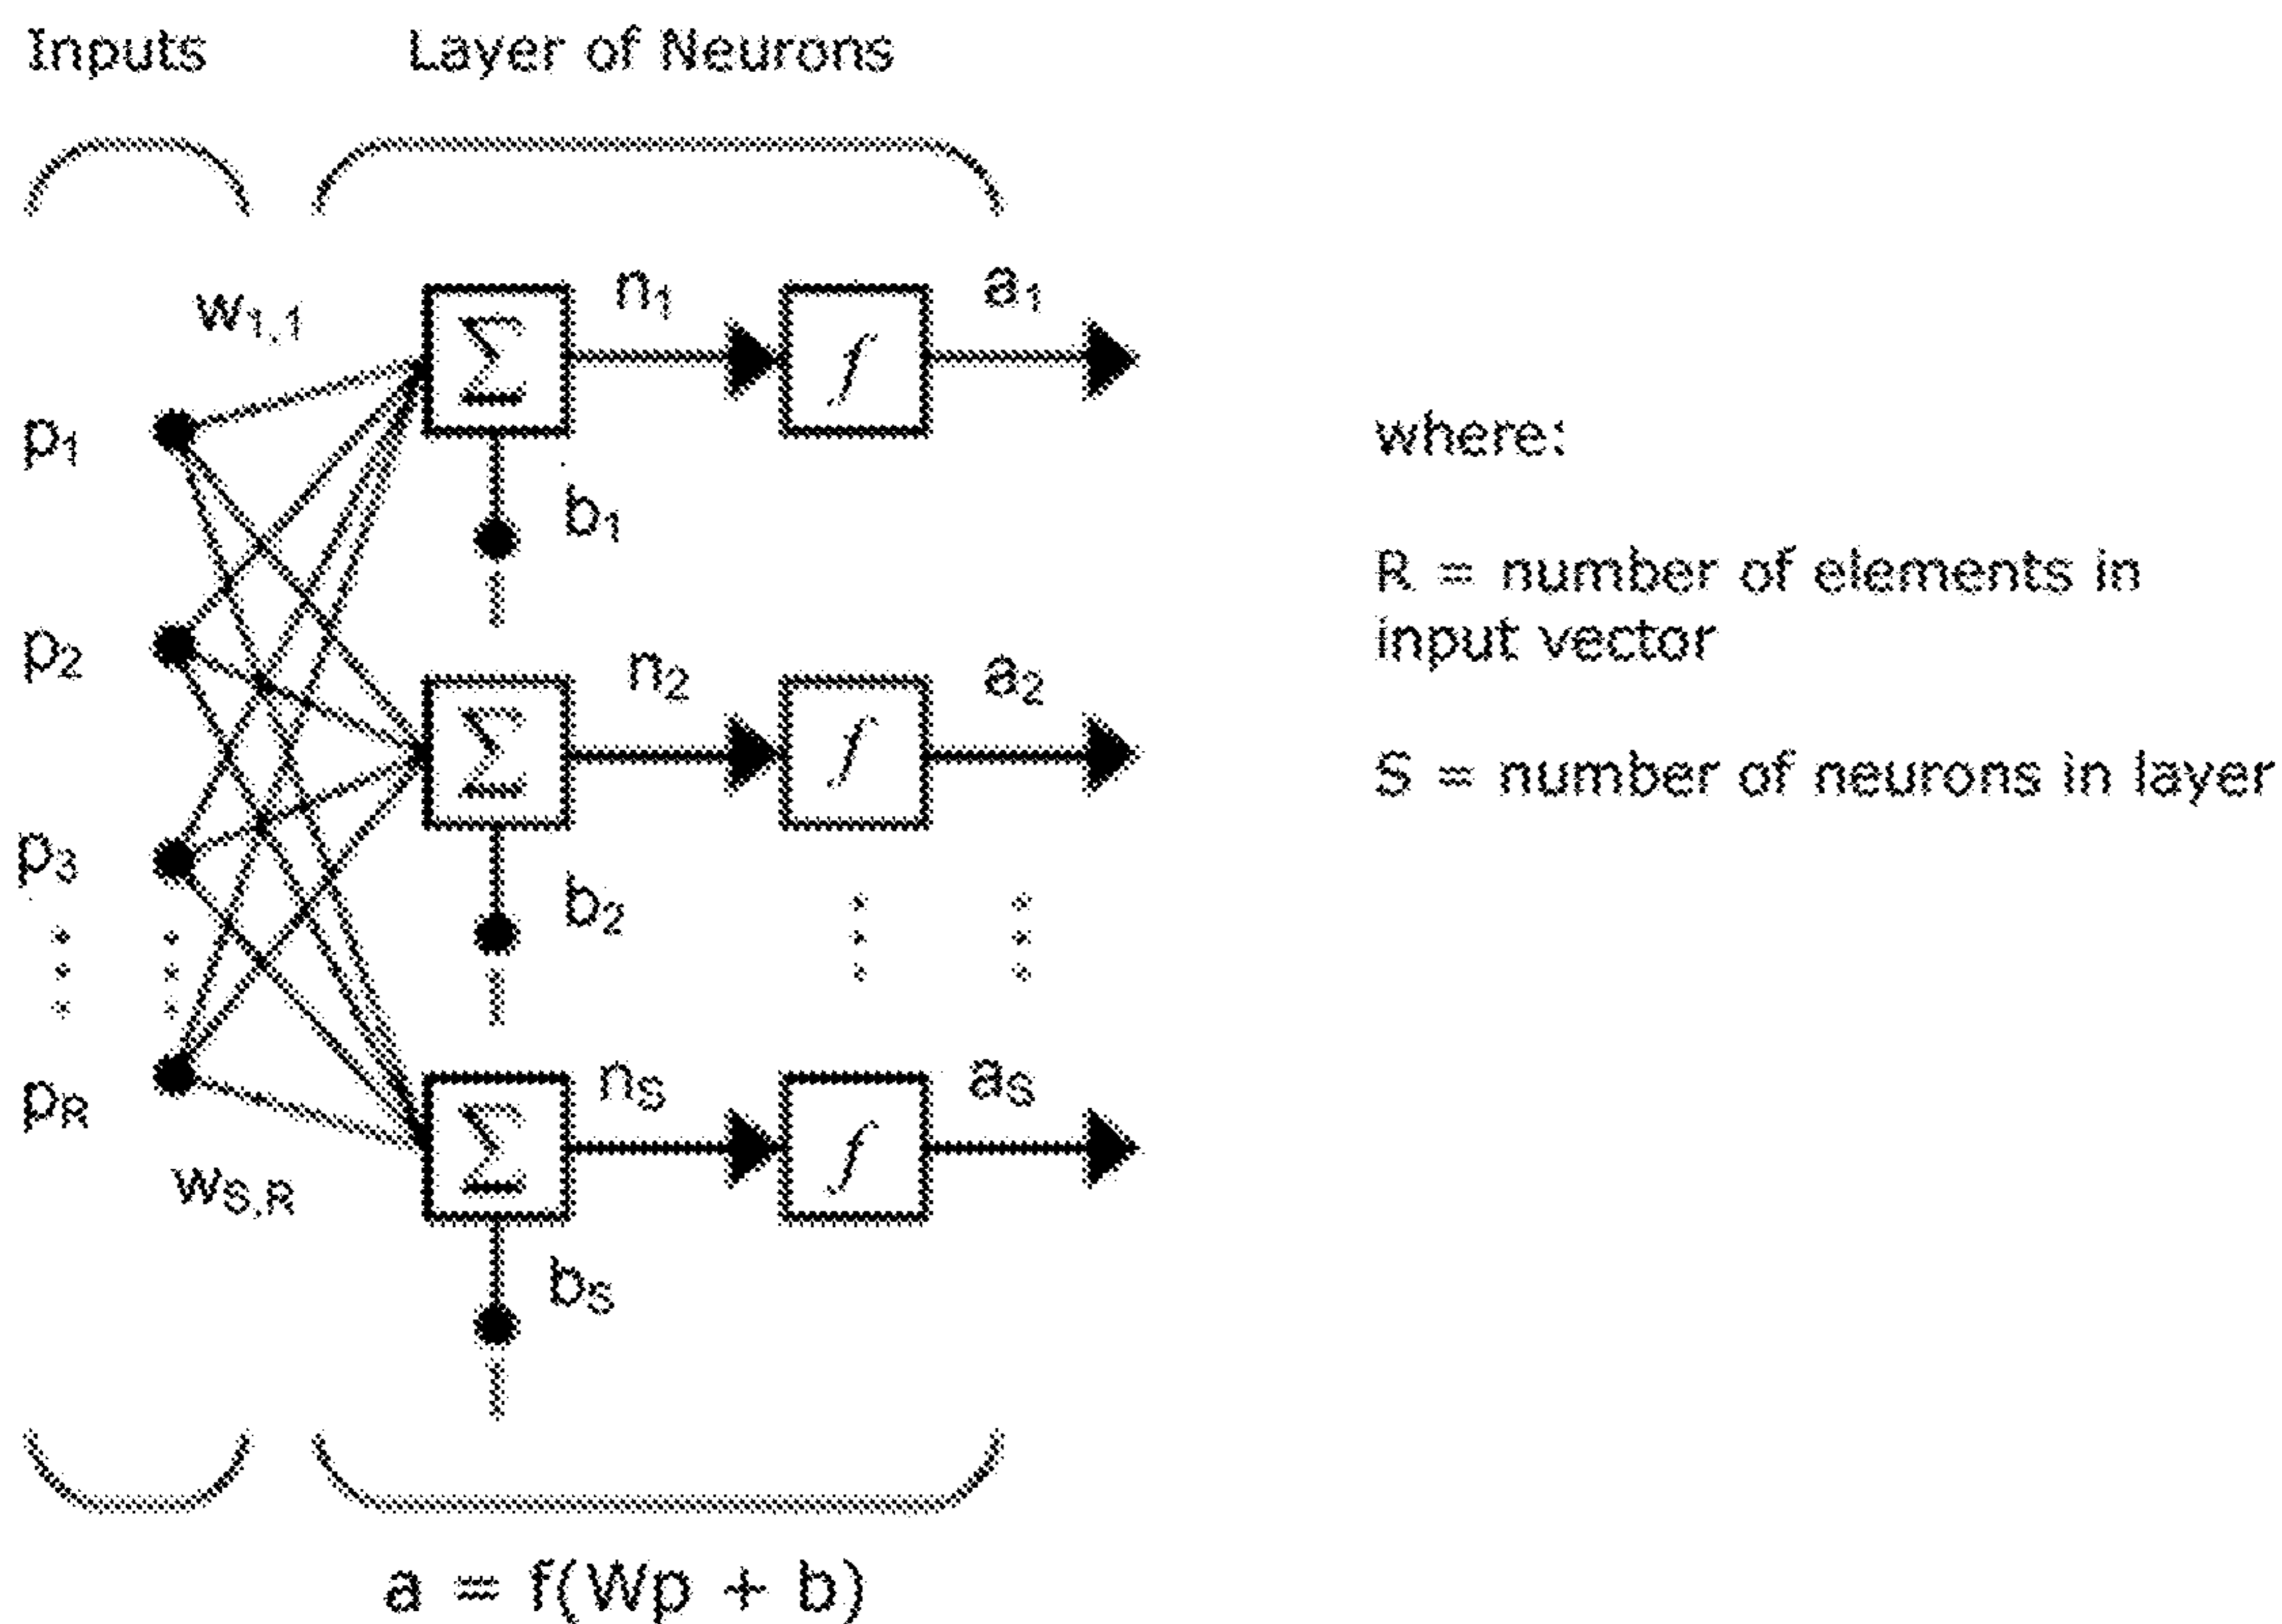 Inputs
Layer of Neurons
w1,1
n1
a1
Σ
f
p1
b1
where:
R = number of elements in
input vector
p2
n2
a2
Σ
f
S = number of neurons in layer
p3
b2
nS
aS
pR
Σ
f
wS,R
bS
a = f(Wp + b)